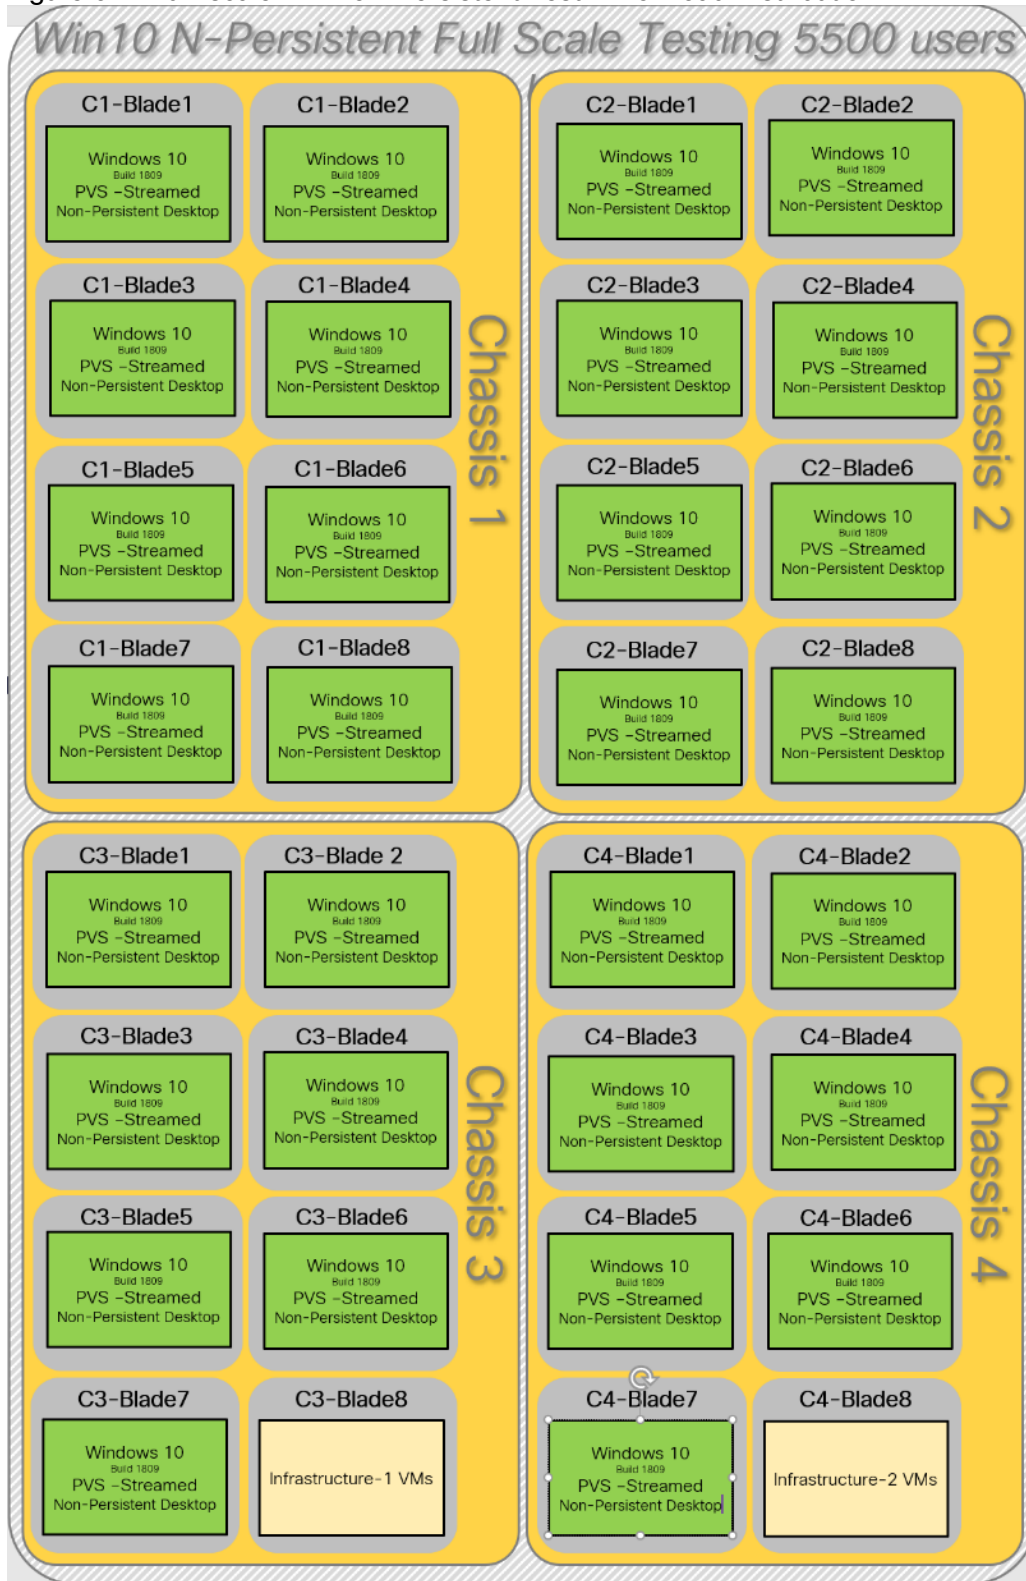 Win10 N-Persistent Full Scale Testing 5500 users
C1-Blade1
Windows 10
Build 1809
PVS -Streamed
Non-Persistent Desktop
C1-Blade2
Windows 10
Build 1809
PVS -Streamed
Non-Persistent Desktop
C1-Blade3
Windows 10
Build 1809
PVS -Streamed
Non-Persistent Desktop
C1-Blade4
Windows 10
Build 1809
PVS -Streamed
Non-Persistent Desktop
C1-Blade5
Windows 10
Build 1809
PVS -Streamed
Non-Persistent Desktop
C1-Blade6
Windows 10
Build 1809
PVS -Streamed
Non-Persistent Desktop
C1-Blade7
Windows 10
Build 1809
PVS -Streamed
Non-Persistent Desktop
C1-Blade8
Windows 10
Build 1809
PVS -Streamed
Non-Persistent Desktop
Chassis 1
C2-Blade1
Windows 10
Build 1809
PVS -Streamed
Non-Persistent Desktop
C2-Blade2
Windows 10
Build 1809
PVS -Streamed
Non-Persistent Desktop
C2-Blade3
Windows 10
Build 1809
PVS -Streamed
Non-Persistent Desktop
C2-Blade4
Windows 10
Build 1809
PVS -Streamed
Non-Persistent Desktop
C2-Blade5
Windows 10
Build 1809
PVS -Streamed
Non-Persistent Desktop
C2-Blade6
Windows 10
Build 1809
PVS -Streamed
Non-Persistent Desktop
C2-Blade7
Windows 10
Build 1809
PVS -Streamed
Non-Persistent Desktop
C2-Blade8
Windows 10
Build 1809
PVS -Streamed
Non-Persistent Desktop
Chassis 2
C3-Blade1
Windows 10
Build 1809
PVS -Streamed
Non-Persistent Desktop
C3-Blade 2
Windows 10
Build 1809
PVS -Streamed
Non-Persistent Desktop
C3-Blade3
Windows 10
Build 1809
PVS -Streamed
Non-Persistent Desktop
C3-Blade4
Windows 10
Build 1809
PVS -Streamed
Non-Persistent Desktop
C3-Blade5
Windows 10
Build 1809
PVS -Streamed
Non-Persistent Desktop
C3-Blade6
Windows 10
Build 1809
PVS -Streamed
Non-Persistent Desktop
C3-Blade7
Windows 10
Build 1809
PVS -Streamed
Non-Persistent Desktop
C3-Blade8
Infrastructure-1 VMs
Chassis 3
C4-Blade1
Windows 10
Build 1809
PVS -Streamed
Non-Persistent Desktop
C4-Blade2
Windows 10
Build 1809
PVS -Streamed
Non-Persistent Desktop
C4-Blade3
Windows 10
Build 1809
PVS -Streamed
Non-Persistent Desktop
C4-Blade4
Windows 10
Build 1809
PVS -Streamed
Non-Persistent Desktop
C4-Blade5
Windows 10
Build 1809
PVS -Streamed
Non-Persistent Desktop
C4-Blade6
Windows 10
Build 1809
PVS -Streamed
Non-Persistent Desktop
C4-Blade7
Windows 10
Build 1809
PVS -Streamed
Non-Persistent Desktop
C4-Blade8
Infrastructure-2 VMs
Chassis 4